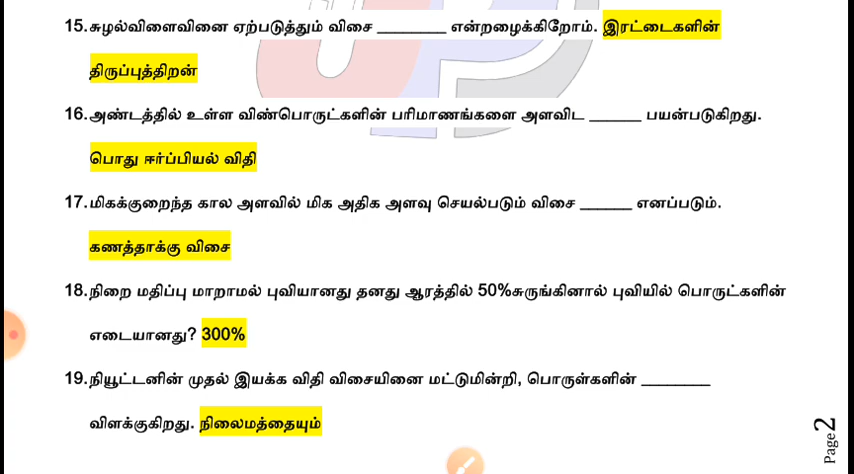 15.சுழல்விளைவினை ஏற்படுத்தும் விசை ________ என்றழைக்கிறோம். இரட்டைகளின்
திருப்புத்திறன்
16.அண்டத்தில் உள்ள விண்பொருட்களின் பரிமாணங்களை அளவிட ______ பயன்படுகிறது.
பொது ஈர்ப்பியல் விதி
17.மிகக்குறைந்த கால அளவில் மிக அதிக அளவு செயல்படும் விசை ______ எனப்படும்.
கணத்தாக்கு விசை
18.நிறை மதிப்பு மாறாமல் புவியானது தனது ஆரத்தில் 50%சுருங்கினால் புவியில் பொருட்களின்
எடையானது? 300%
19.நியூட்டனின் முதல் இயக்க விதி விசையினை மட்டுமின்றி, பொருள்களின் ________
விளக்குகிறது. நிலைமத்தையும்
Page 2